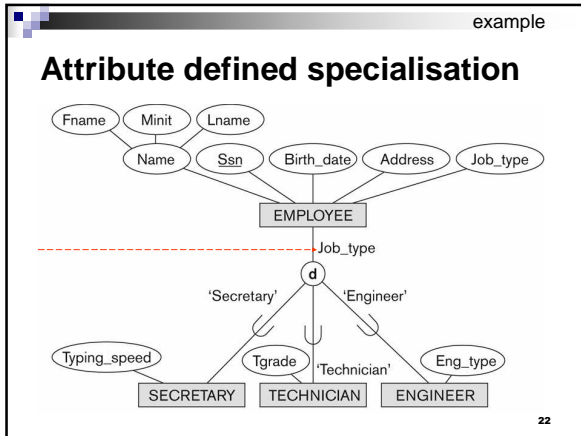 example
Attribute defined specialisation
Fname Minit Lname
Name Ssn Birth_date Address Job_type
EMPLOYEE
Job_type
d
‘Secretary’ ‘Engineer’
Typing_speed Tgrade ‘Technician’ Eng_type
SECRETARY TECHNICIAN ENGINEER
22